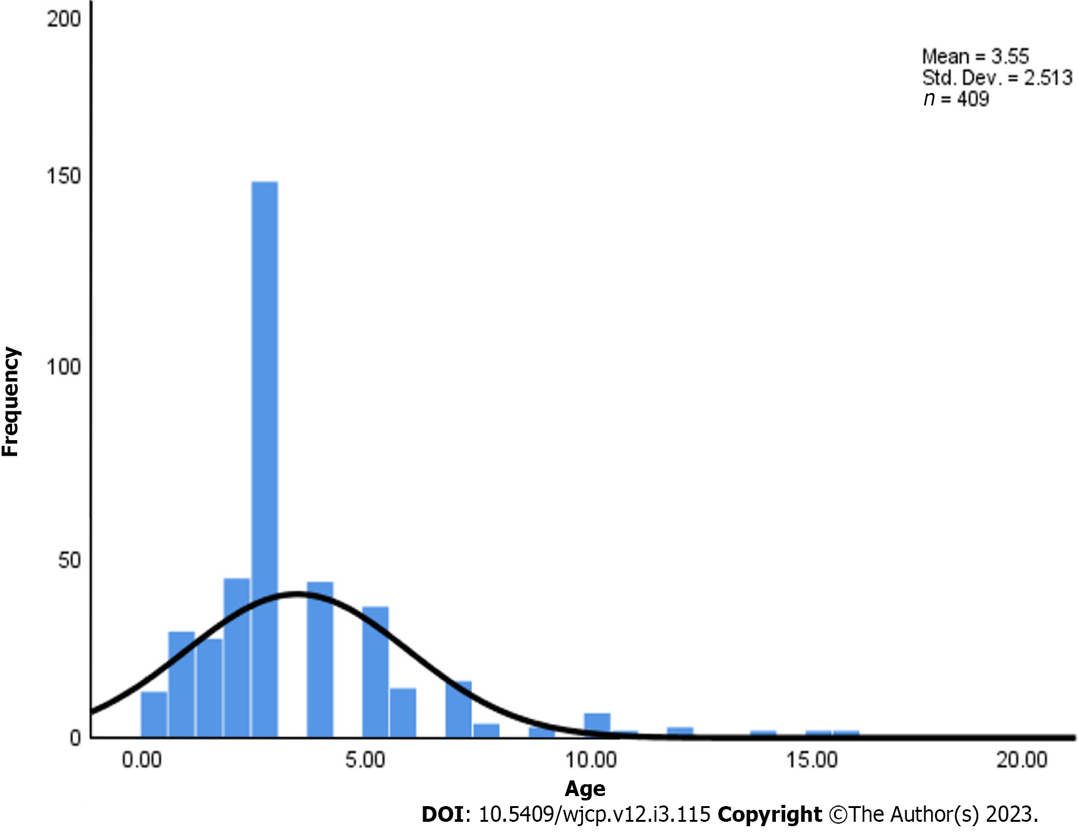 200
Mean = 3.55
Std. Dev. = 2.513
n = 409
150
100
Frequency
50
0
0.00 5.00 10.00 15.00 20.00
Age
DOI: 10.5409/wjcp.v12.i3.115 Copyright ©The Author(s) 2023.